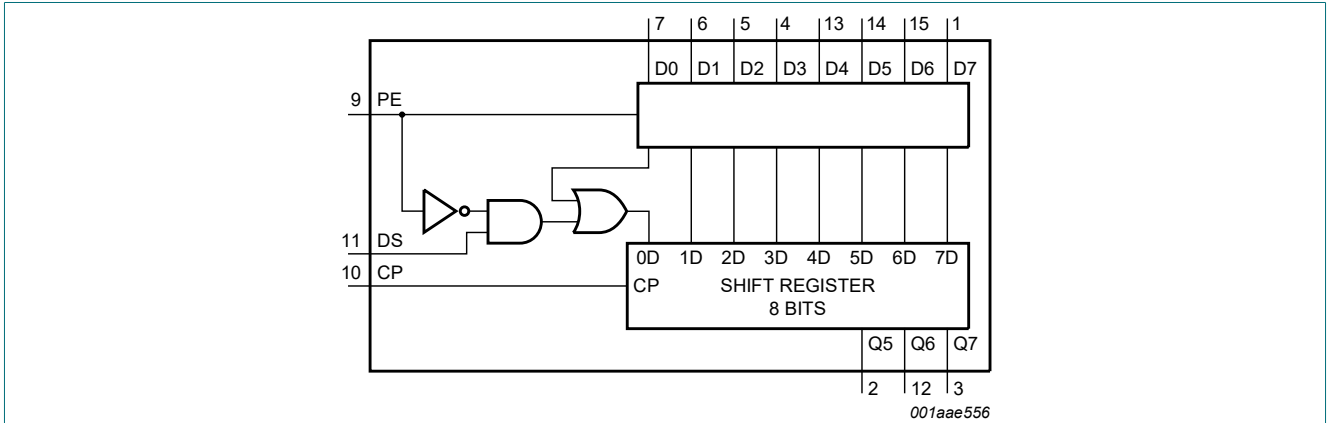 7 6 5 4 13 14 15 1
D0 D1 D2 D3 D4 D5 D6 D7
9 PE
11 DS
0D 1D 2D 3D 4D 5D 6D 7D
10 CP
CP SHIFT REGISTER
8 BITS
Q5 Q6 Q7
2 12 3
001aae556